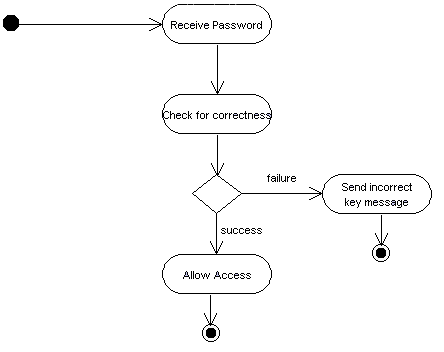 Receive Password
Check for correctness
failure
Send incorrect
key message
success
Allow Access